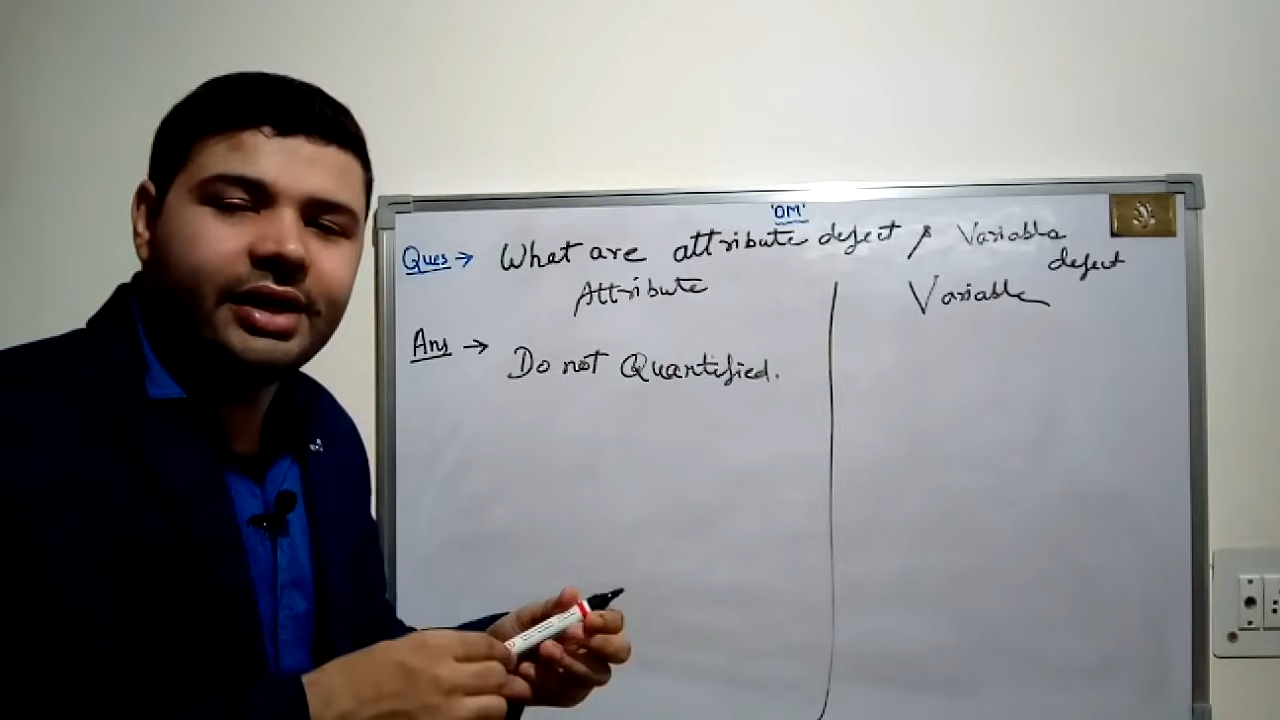 'OM'
Ques → What are attribute defect & Variable
defect
Attribute Variable
Ans → Do not Quantified.